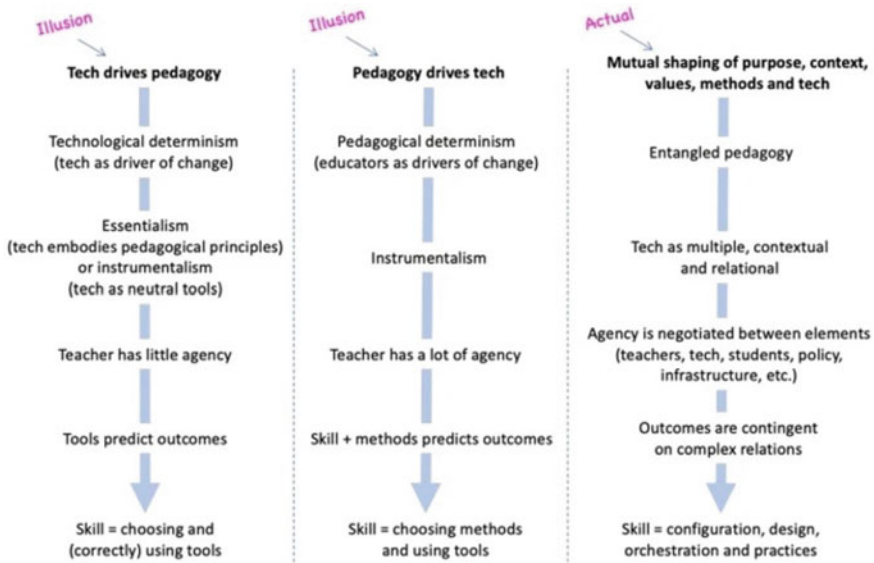 Illusion
Tech drives pedagogy
Technological determinism
(tech as driver of change)
Essentialism
(tech embodies pedagogical principles)
or instrumentalism
(tech as neutral tools)
Teacher has little agency
Tools predict outcomes
Skill = choosing and
(correctly) using tools
Illusion
Pedagogy drives tech
Pedagogical determinism
(educators as drivers of change)
Instrumentalism
Teacher has a lot of agency
Skill + methods predicts outcomes
Skill = choosing methods
and using tools
Actual
Mutual shaping of purpose, context,
values, methods and tech
Entangled pedagogy
Tech as multiple, contextual
and relational
Agency is negotiated between elements
(teachers, tech, students, policy,
infrastructure, etc.)
Outcomes are contingent
on complex relations
Skill = configuration, design,
orchestration and practices